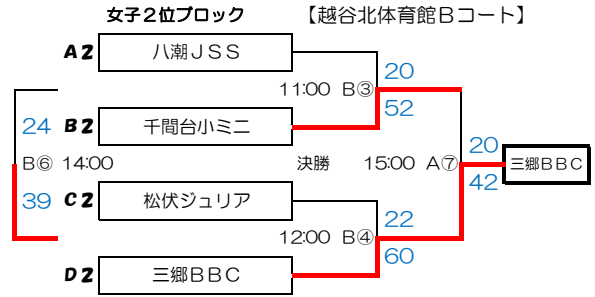 女子２位ブロック 【越谷北体育館Ｂコート】
A2 八潮ＪＳＳ
20
11:00 B③
52
24 B2 千間台小ミニ
20
B⑥ 14:00 決勝 15:00 A⑦ 三郷ＢＢＣ
42
39 C2 松伏ジュリア
22
12:00 B④
60
D2 三郷ＢＢＣ